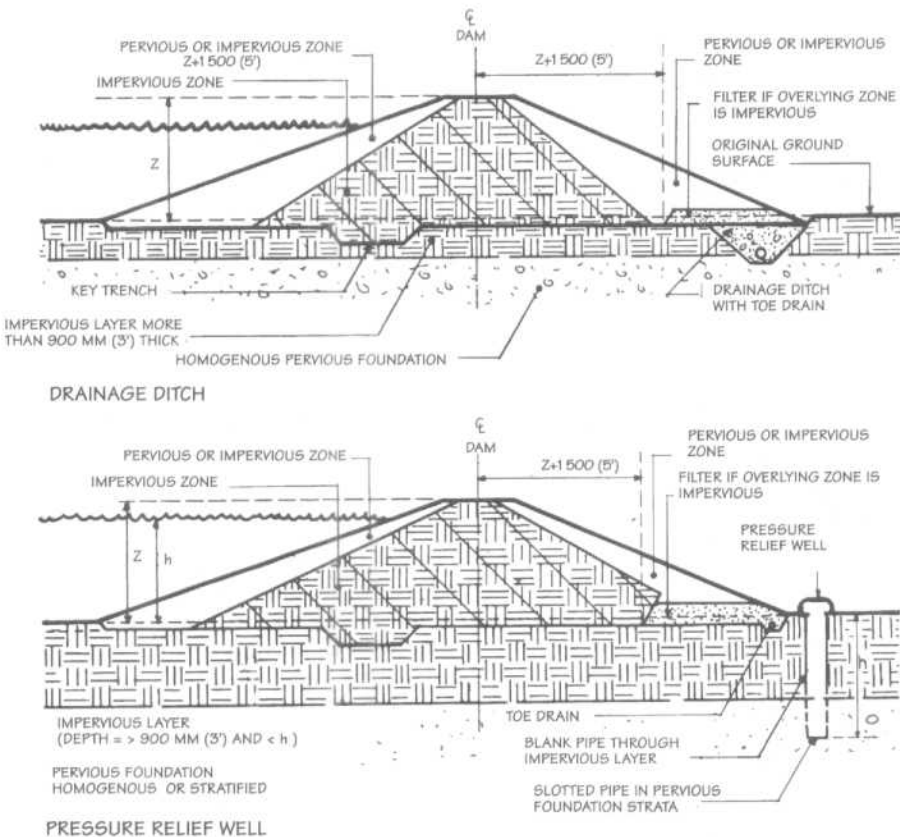 ℄
DAM
PERVIOUS OR IMPERVIOUS ZONE
Z+1 500 (5')
IMPERVIOUS ZONE
Z+1 500 (5')
PERVIOUS OR IMPERVIOUS
ZONE
FILTER IF OVERLYING ZONE
IS IMPERVIOUS
ORIGINAL GROUND
SURFACE
Z
KEY TRENCH
IMPERVIOUS LAYER MORE
THAN 900 MM (3') THICK
HOMOGENOUS PERVIOUS FOUNDATION
DRAINAGE DITCH
WITH TOE DRAIN
DRAINAGE DITCH
℄
DAM
PERVIOUS OR IMPERVIOUS ZONE
IMPERVIOUS ZONE
Z+1 500 (5')
PERVIOUS OR IMPERVIOUS
ZONE
FILTER IF OVERLYING ZONE IS
IMPERVIOUS
PRESSURE
RELIEF WELL
Z
h
h
IMPERVIOUS LAYER
(DEPTH = > 900 MM (3') AND < h )
PERVIOUS FOUNDATION
HOMOGENOUS OR STRATIFIED
TOE DRAIN
BLANK PIPE THROUGH
IMPERVIOUS LAYER
SLOTTED PIPE IN PERVIOUS
FOUNDATION STRATA
PRESSURE RELIEF WELL